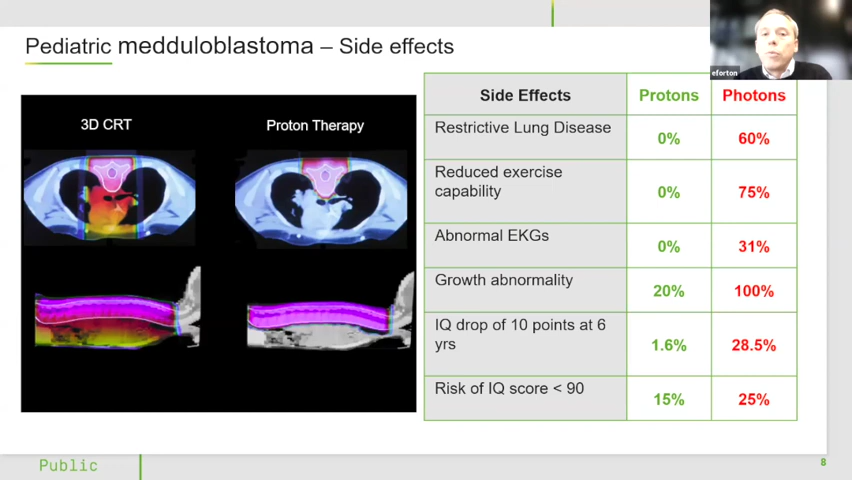 Pediatric medduloblastoma – Side effects
eforton
3D CRT
Proton Therapy
Side Effects Protons Photons
Restrictive Lung Disease 0% 60%
Reduced exercise
capability 0% 75%
Abnormal EKGs 0% 31%
Growth abnormality 20% 100%
IQ drop of 10 points at 6
yrs 1.6% 28.5%
Risk of IQ score < 90 15% 25%
Public
8